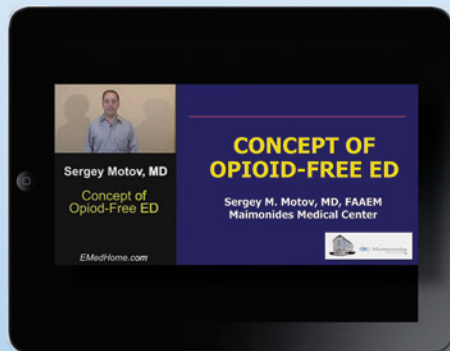 Sergey Motov, MD
Concept of
Opiod-Free ED
EMedHome.com
CONCEPT OF
OPIOID-FREE ED
Sergey M. Motov, MD, FAAEM
Maimonides Medical Center